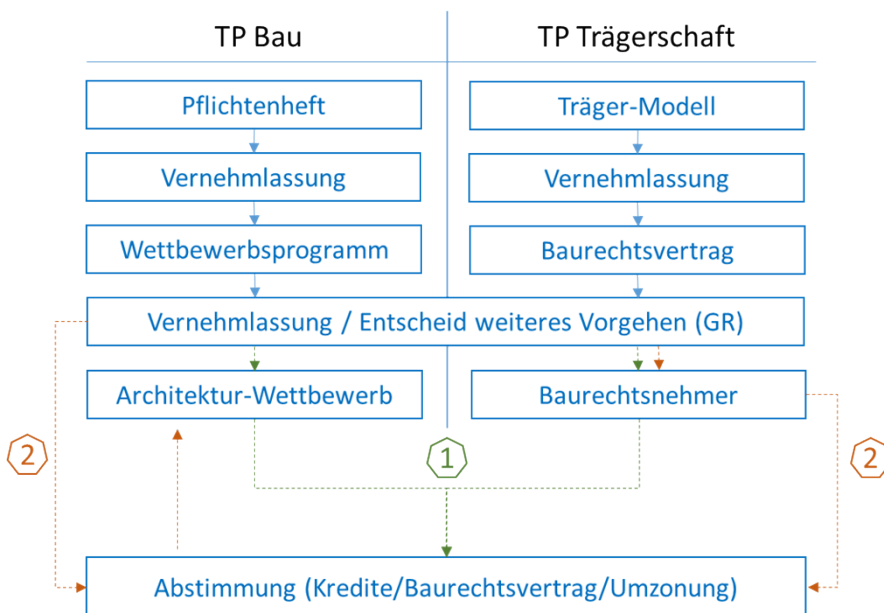 TP Bau
TP Trägerschaft
Pflichtenheft
Träger-Modell
Vernehmlassung
Vernehmlassung
Wettbewerbsprogramm
Baurechtsvertrag
Vernehmlassung / Entscheid weiteres Vorgehen (GR)
Architektur-Wettbewerb
Baurechtsnehmer
2
1
2
Abstimmung (Kredite/Baurechtsvertrag/Umzonung)